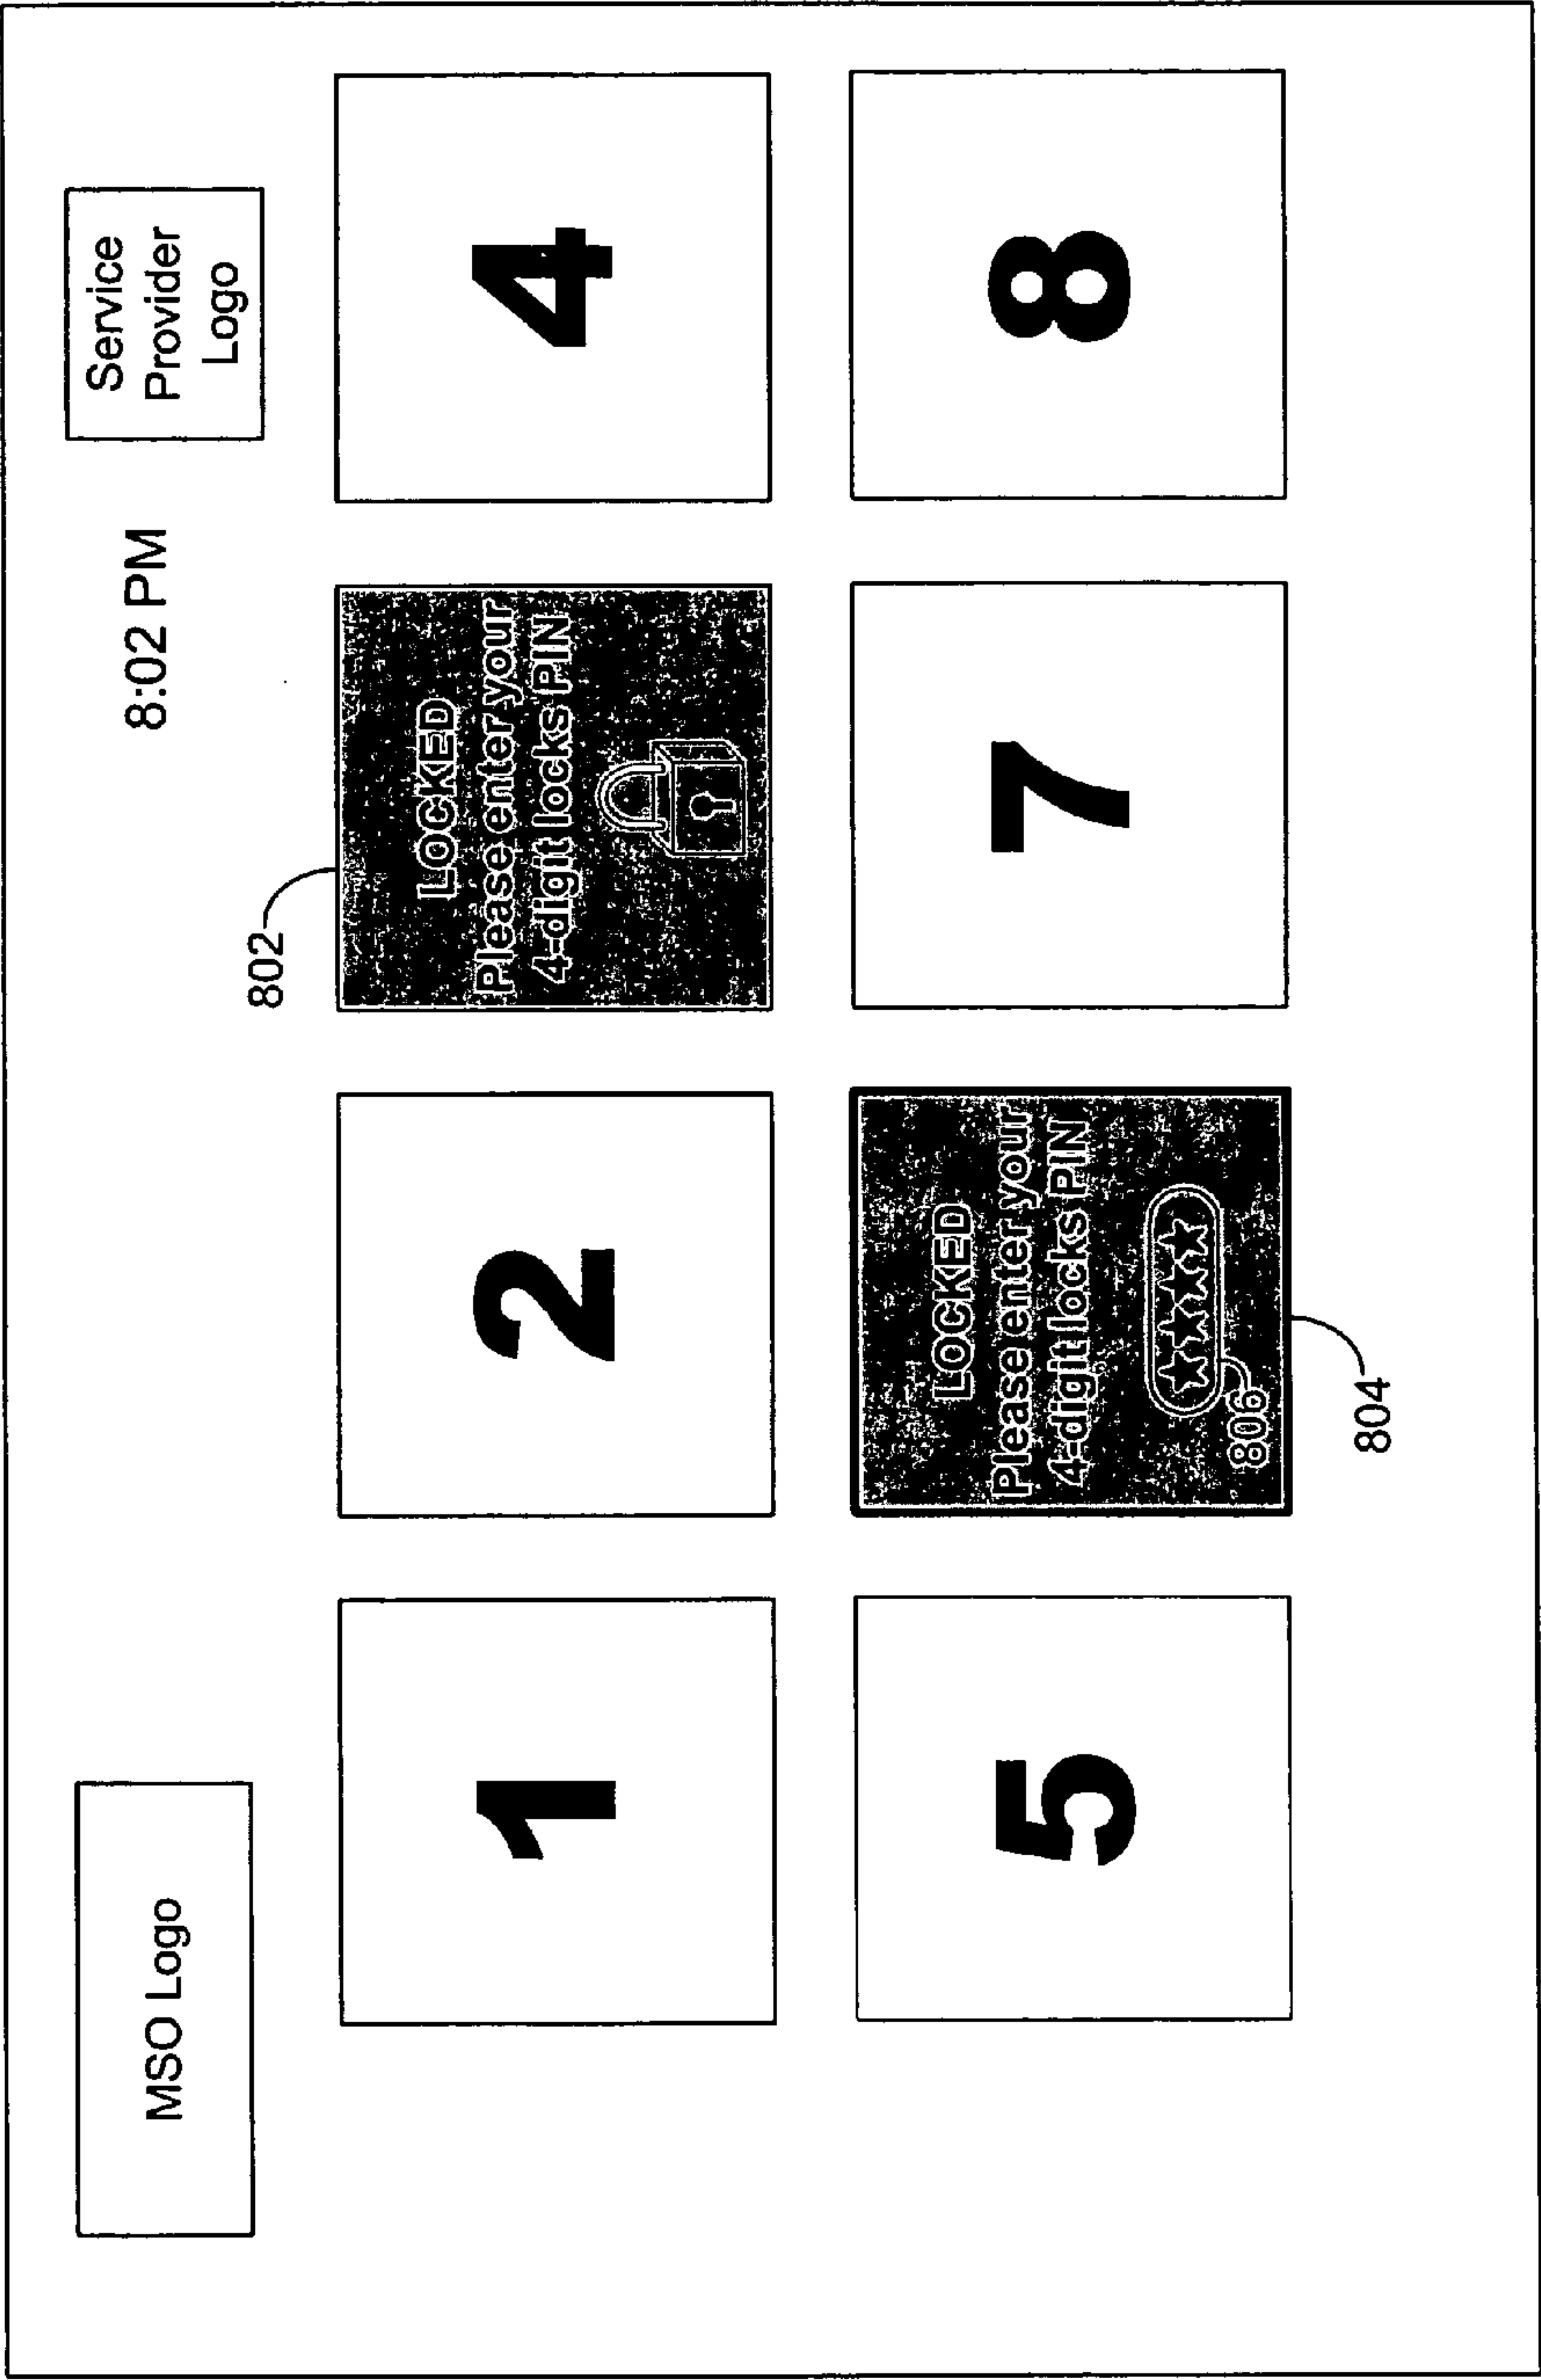 MSO Logo
8:02 PM
Service
Provider
Logo
802
1
2
LOCKED
Please enter your
4-digit locks PIN
4
5
LOCKED
Please enter your
4-digit locks PIN
★★★★
806
7
8
804